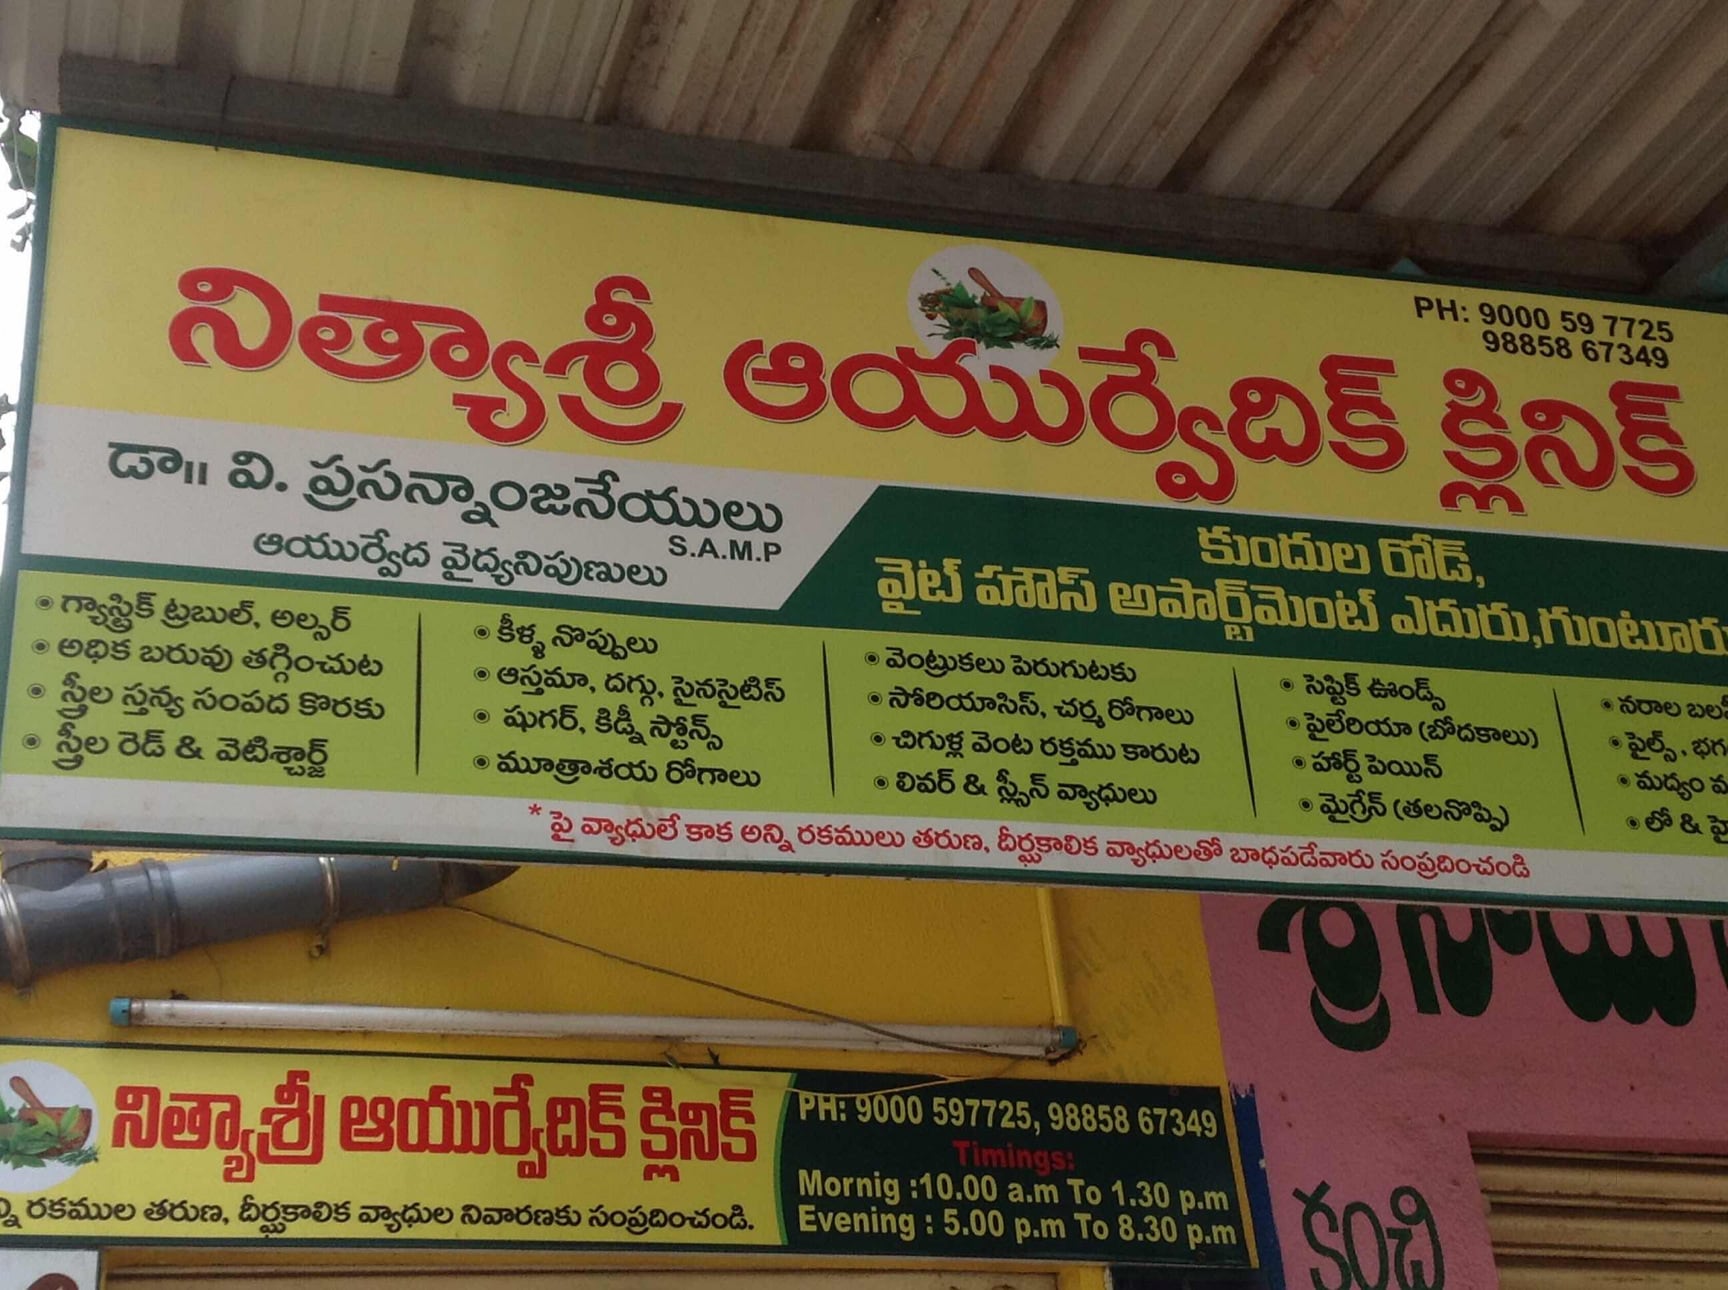 నిత్యాశ్రీ ఆయుర్వేదిక్ క్లినిక్
PH: 9000 59 7725
98858 67349
డా॥ వి. ప్రసన్నాంజనేయులు
S.A.M.P
ఆయుర్వేద వైద్యనిపుణులు
కుందుల రోడ్,
వైట్ హౌస్ అపార్ట్‌మెంట్ ఎదురు,గుంటూరు
గ్యాస్ట్రిక్ ట్రబుల్, అల్సర్
అధిక బరువు తగ్గించుట
స్త్రీల స్తన్య సంపద కొరకు
స్త్రీల రెడ్ & వెటిశ్చార్జ్
కీళ్ళ నొప్పులు
ఆస్తమా, దగ్గు, సైనసైటిస్
షుగర్, కిడ్నీ స్టోన్స్
మూత్రాశయ రోగాలు
వెంట్రుకలు పెరుగుటకు
సోరియాసిస్, చర్మ రోగాలు
చిగుళ్ల వెంట రక్తము కారుట
లివర్ & స్ప్లీన్ వ్యాధులు
సెప్టిక్ ఊండ్స్
పైలేరియా (బోదకాలు)
హార్ట్ పెయిన్
మైగ్రేన్ (తలనొప్పి)
నరాల
పైల్స్,
మద్యం
లో &
* పై వ్యాధులే కాక అన్ని రకములు తరుణ, దీర్ఘకాలిక వ్యాధులతో బాధపడేవారు సంప్రదించండి
శ్రీ సాయి
నిత్యాశ్రీ ఆయుర్వేదిక్ క్లినిక్
రకముల తరుణ, దీర్ఘకాలిక వ్యాధుల నివారణకు సంప్రదించండి.
PH: 9000 597725, 98858 67349
Timings:
Mornig :10.00 a.m To 1.30 p.m
Evening : 5.00 p.m To 8.30 p.m
కంచి